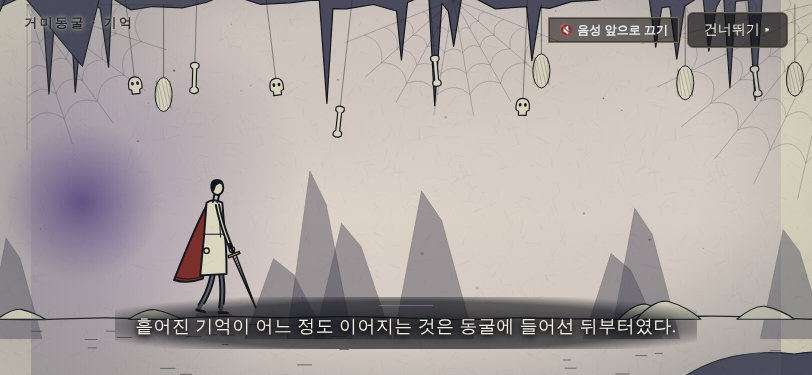 거미동굴 · 기억
음성 앞으로 끄기
건너뛰기
흩어진 기억이 어느 정도 이어지는 것은 동굴에 들어선 뒤부터였다.